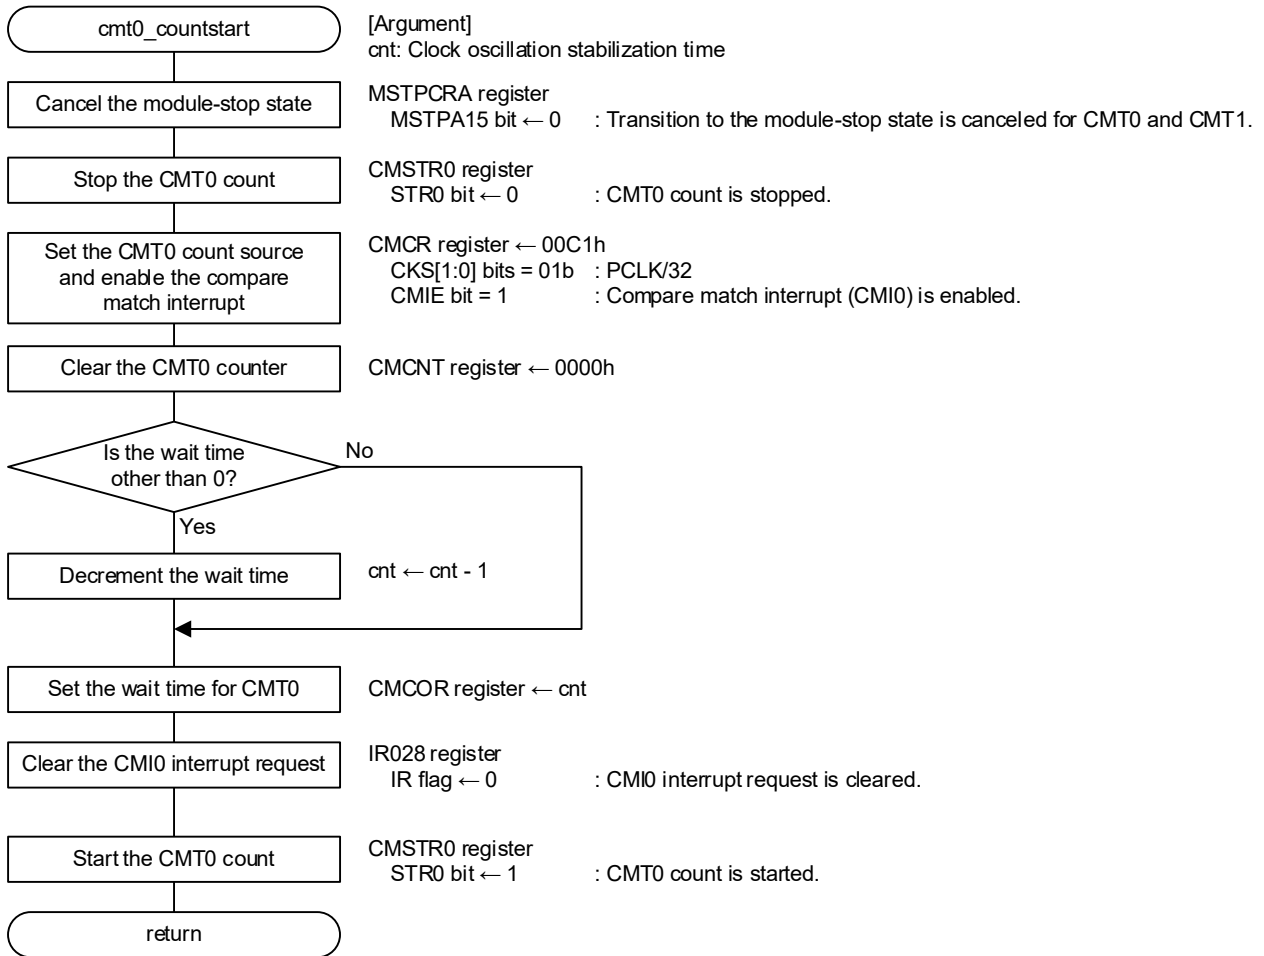 cmt0_countstart
[Argument]
cnt: Clock oscillation stabilization time
Cancel the module-stop state
MSTPCRA register
MSTPA15 bit ← 0 : Transition to the module-stop state is canceled for CMT0 and CMT1.
Stop the CMT0 count
CMSTR0 register
STR0 bit ← 0 : CMT0 count is stopped.
Set the CMT0 count source
and enable the compare
match interrupt
CMCR register ← 00C1h
CKS[1:0] bits = 01b : PCLK/32
CMIE bit = 1 : Compare match interrupt (CMI0) is enabled.
Clear the CMT0 counter
CMCNT register ← 0000h
Is the wait time
other than 0?
No
Yes
Decrement the wait time
cnt ← cnt - 1
Set the wait time for CMT0
CMCOR register ← cnt
Clear the CMI0 interrupt request
IR028 register
IR flag ← 0 : CMI0 interrupt request is cleared.
Start the CMT0 count
CMSTR0 register
STR0 bit ← 1 : CMT0 count is started.
return